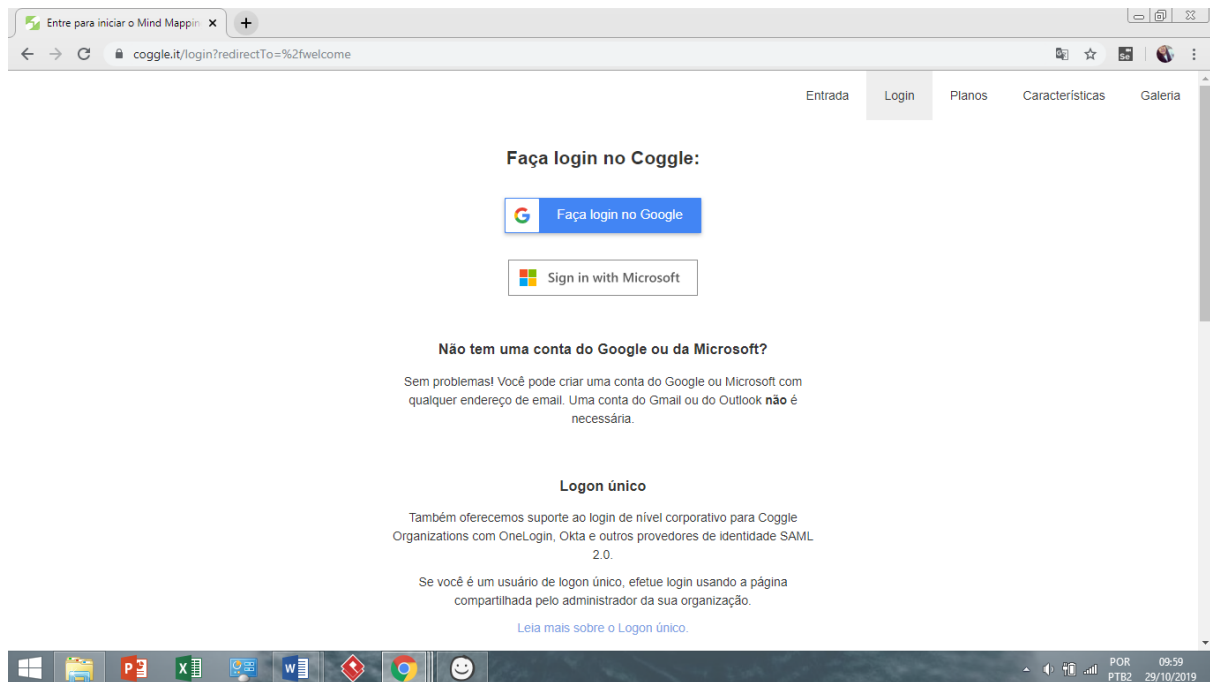 Entre para iniciar o Mind Mappin
coggle.it/login?redirectTo=%2fwelcome
Se
Entrada Login Planos Características Galeria
Faça login no Coggle:
G Faça login no Google
Sign in with Microsoft
Não tem uma conta do Google ou da Microsoft?
Sem problemas! Você pode criar uma conta do Google ou Microsoft com
qualquer endereço de email. Uma conta do Gmail ou do Outlook não é
necessária.
Logon único
Também oferecemos suporte ao login de nível corporativo para Coggle
Organizations com OneLogin, Okta e outros provedores de identidade SAML
2.0.
Se você é um usuário de logon único, efetue login usando a página
compartilhada pelo administrador da sua organização.
Leia mais sobre o Logon único.
POR 09:59
PTB2 29/10/2019